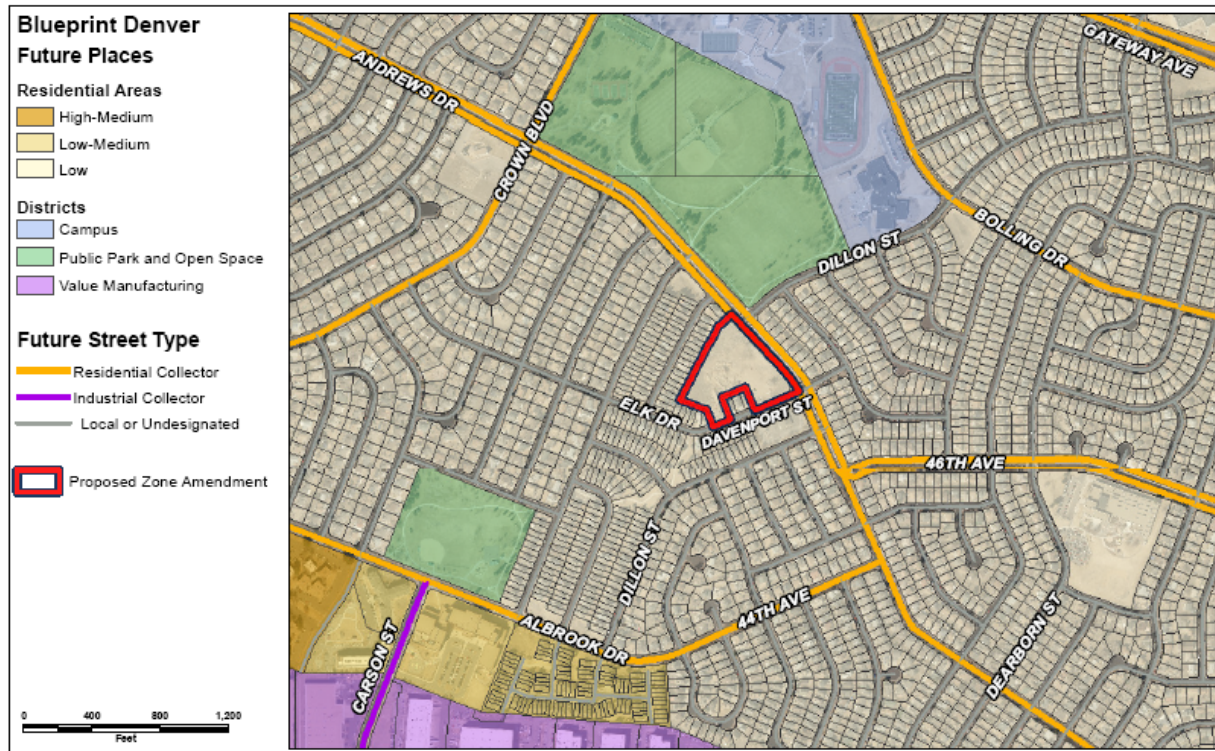 Blueprint Denver
Future Places
Residential Areas
High-Medium
Low-Medium
Low
Districts
Campus
Public Park and Open Space
Value Manufacturing
Future Street Type
Residential Collector
Industrial Collector
Local or Undesignated
Proposed Zone Amendment
0 400 800 1,200
Feet
GATEWAY AVE
ANDREWS DR
CROWN BLVD
BOLLING DR
DILLON ST
ELK DR
DAVENPORT ST
46TH AVE
DILLON ST
44TH AVE
ALBROOK DR
CARSON ST
DEARBORN ST